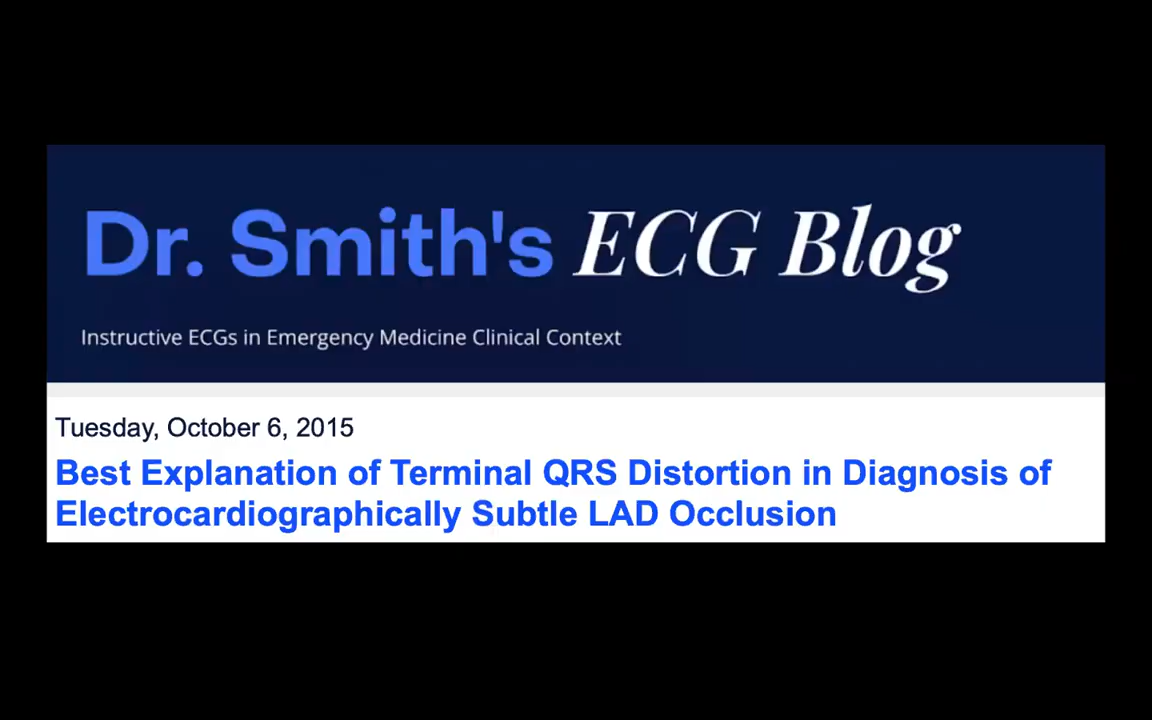 Dr. Smith's ECG Blog
Instructive ECGs in Emergency Medicine Clinical Context
Tuesday, October 6, 2015
Best Explanation of Terminal QRS Distortion in Diagnosis of
Electrocardiographically Subtle LAD Occlusion